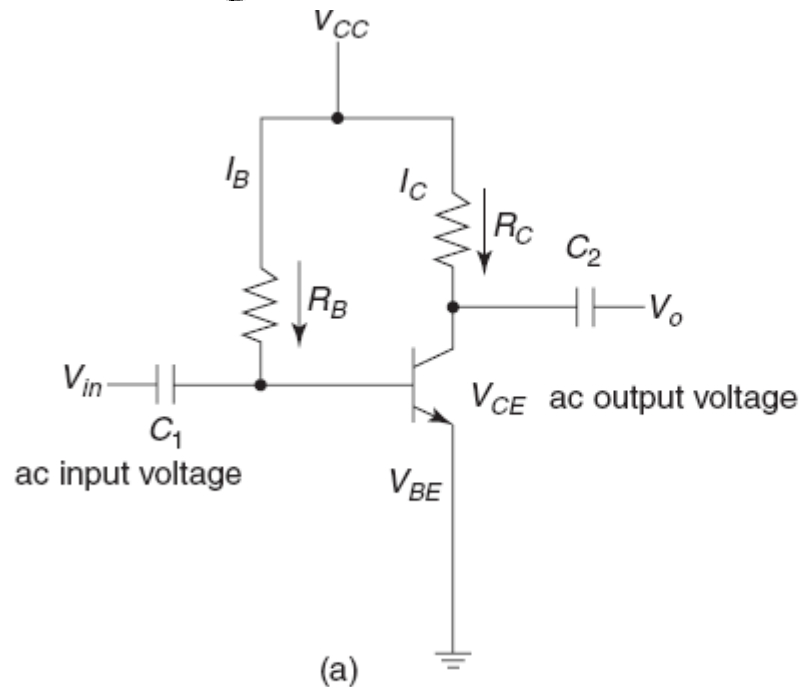 V_CC
I_B
I_C
R_C
C_2
R_B
V_o
V_in
V_CE ac output voltage
C_1
ac input voltage
V_BE
(a)